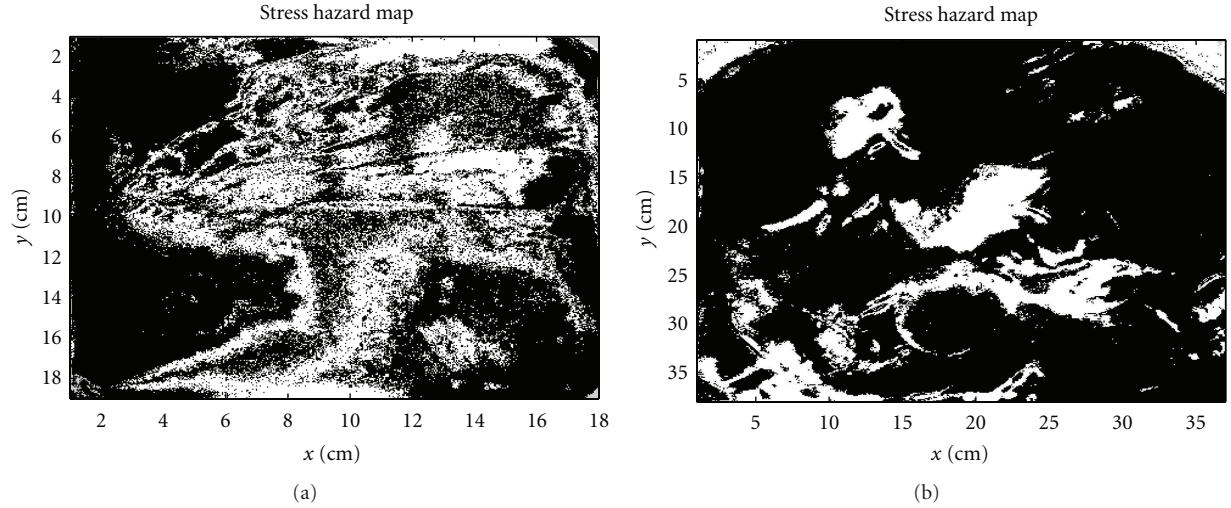 Stress hazard map
2
4
6
8
10
12
14
16
18
y (cm)
2 4 6 8 10 12 14 16 18
x (cm)
(a)
Stress hazard map
5
10
15
20
25
30
35
y (cm)
5 10 15 20 25 30 35
x (cm)
(b)